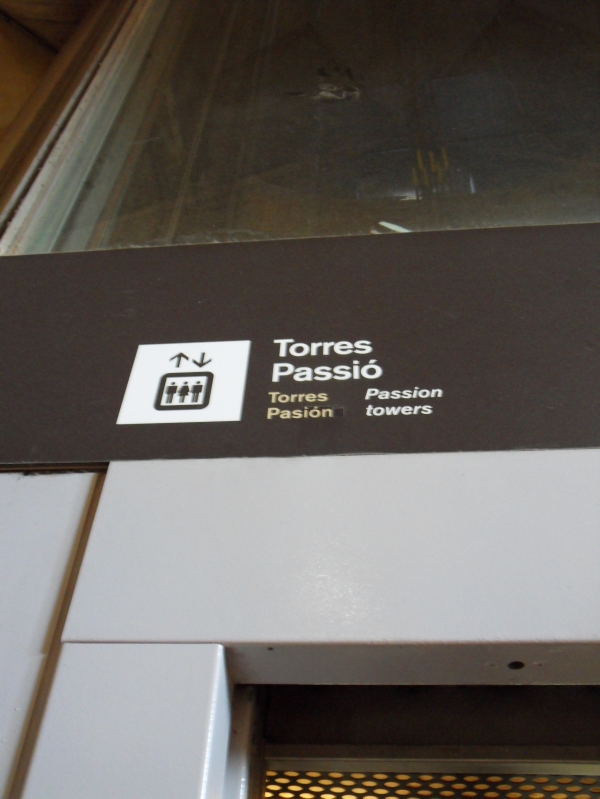 Torres
Passió
Torres
Pasión
Passion
towers